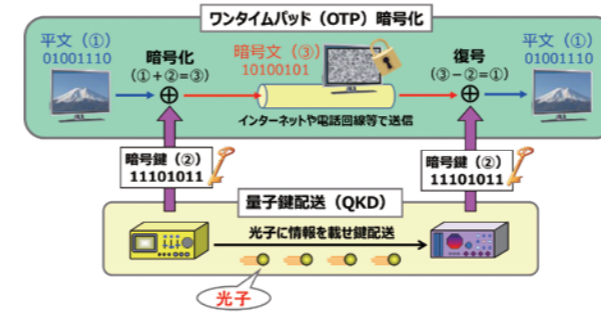 ワンタイムパッド（OTP）暗号化
平文（①）
01001110
暗号化
（①＋②=③）
⊕
暗号文（③）
10100101
インターネットや電話回線等で送信
復号
（③－②=①）
⊕
平文（①）
01001110
暗号鍵（②）
11101011
暗号鍵（②）
11101011
量子鍵配送（QKD）
光子に情報を載せ鍵配送
光子